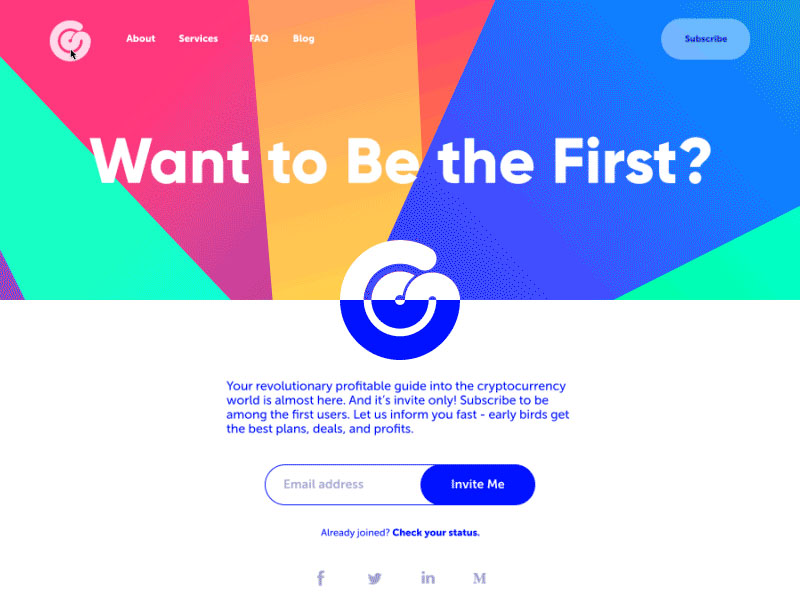 About Services FAQ Blog Subscribe
Want to Be the First?
Your revolutionary profitable guide into the cryptocurrency
world is almost here. And it's invite only! Subscribe to be
among the first users. Let us inform you fast - early birds get
the best plans, deals, and profits.
Email address Invite Me
Already joined? Check your status.